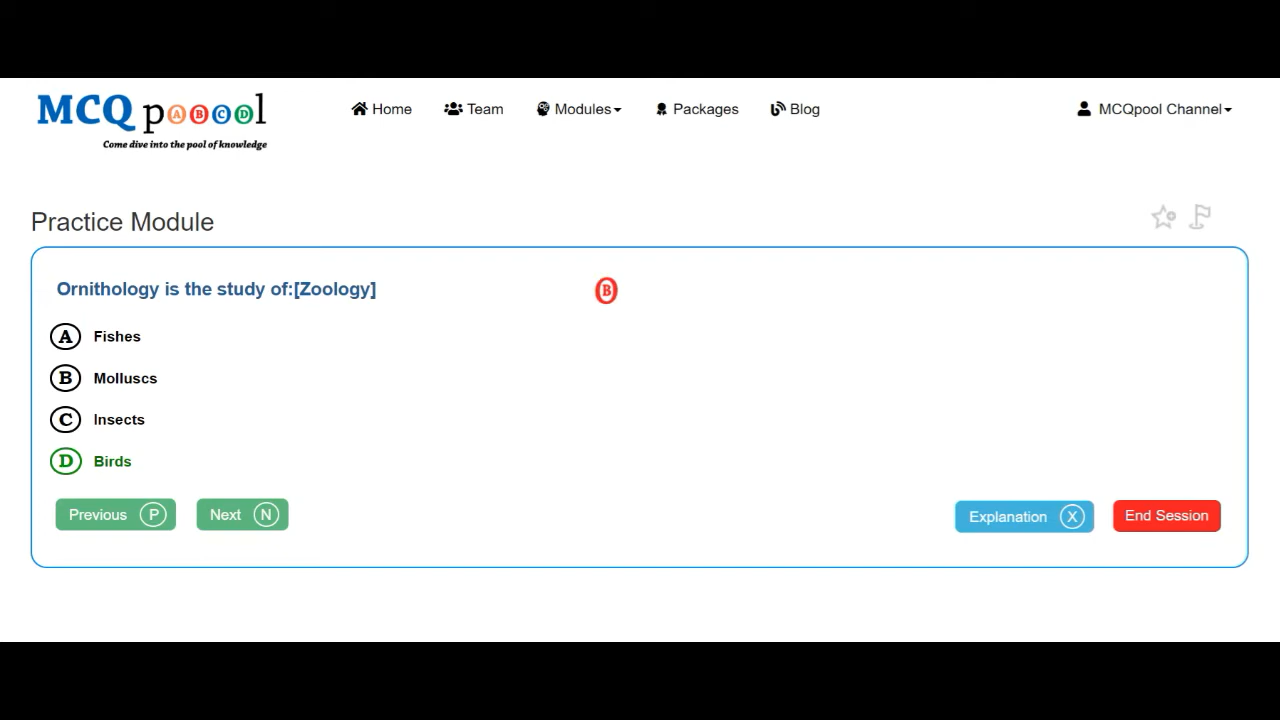 MCQ pABCDl
Come dive into the pool of knowledge
Home Team Modules Packages Blog MCQpool Channel
Practice Module
Ornithology is the study of:[Zoology] B
A Fishes
B Molluscs
C Insects
D Birds
Previous P Next N Explanation X End Session